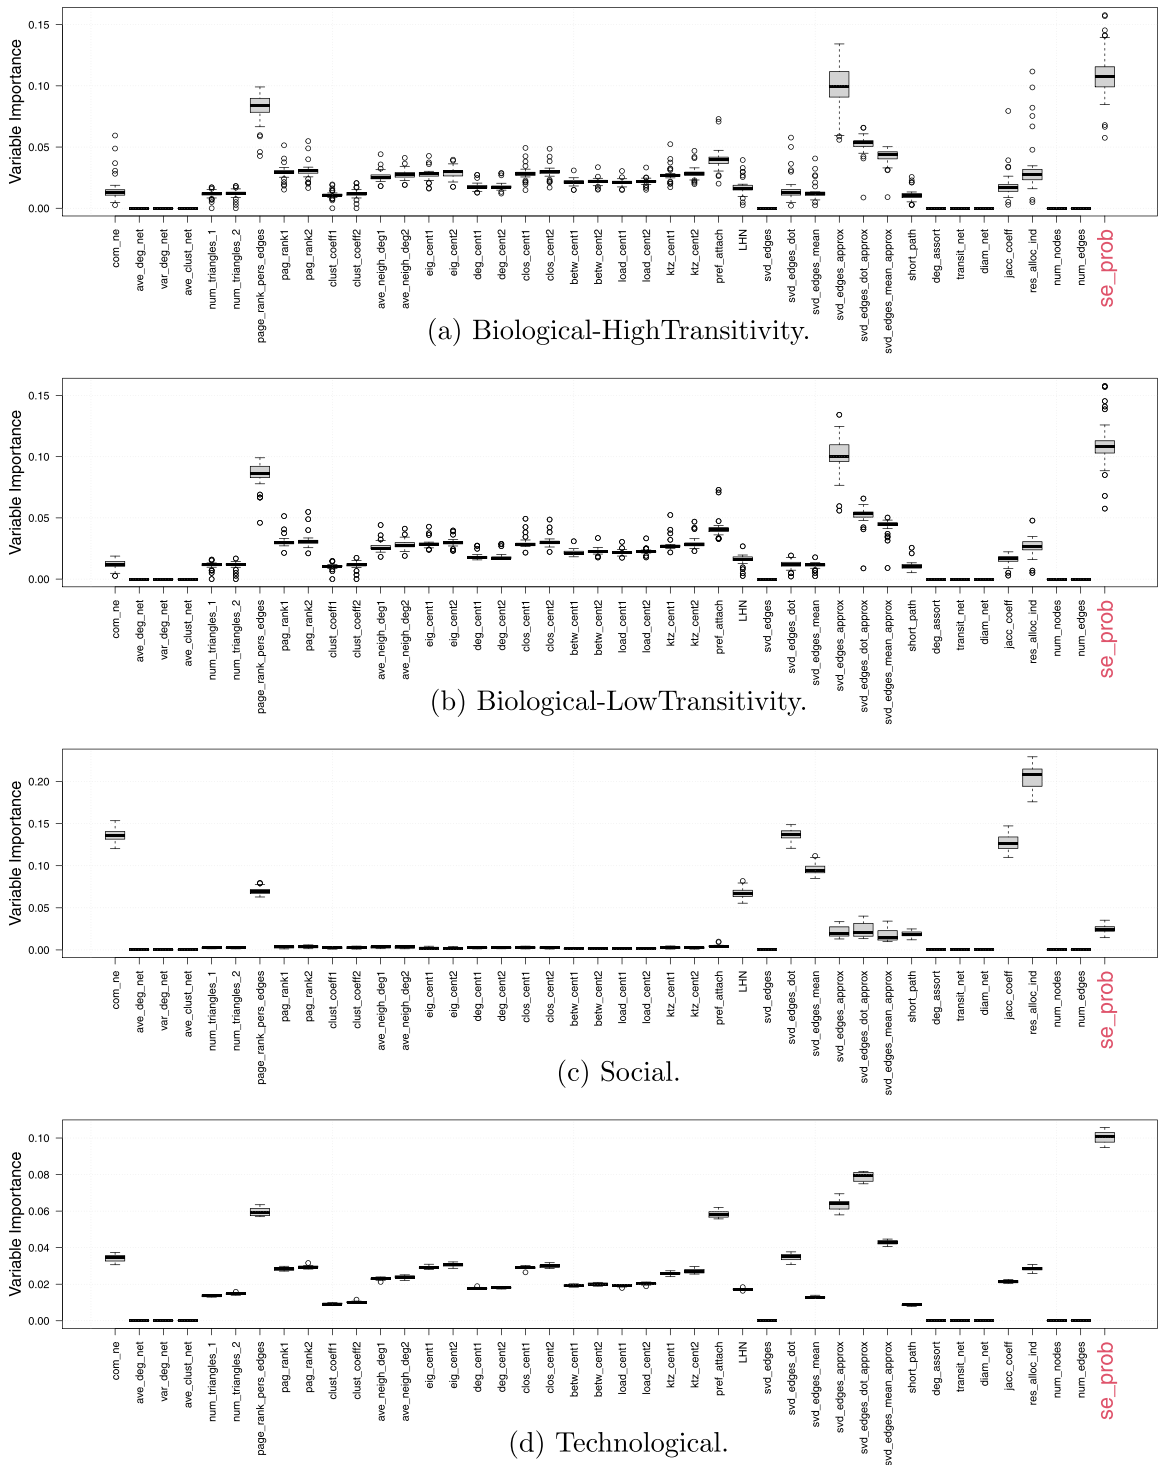 Variable Importance
0.15
0.10
0.05
0.00
com_ne
ave_deg_net
var_deg_net
ave_clust_net
num_triangles_1
num_triangles_2
page_rank_pers_edges
pag_rank1
pag_rank2
clust_coeff1
clust_coeff2
ave_neigh_deg1
ave_neigh_deg2
eig_cent1
eig_cent2
deg_cent1
deg_cent2
clos_cent1
clos_cent2
betw_cent1
betw_cent2
load_cent1
load_cent2
ktz_cent1
ktz_cent2
pref_attach
LHN
svd_edges
svd_edges_dot
svd_edges_mean
svd_edges_approx
svd_edges_dot_approx
svd_edges_mean_approx
short_path
deg_assort
transit_net
diam_net
jacc_coeff
res_alloc_ind
num_nodes
num_edges
se_prob
(a) Biological-HighTransitivity.
Variable Importance
0.15
0.10
0.05
0.00
com_ne
ave_deg_net
var_deg_net
ave_clust_net
num_triangles_1
num_triangles_2
page_rank_pers_edges
pag_rank1
pag_rank2
clust_coeff1
clust_coeff2
ave_neigh_deg1
ave_neigh_deg2
eig_cent1
eig_cent2
deg_cent1
deg_cent2
clos_cent1
clos_cent2
betw_cent1
betw_cent2
load_cent1
load_cent2
ktz_cent1
ktz_cent2
pref_attach
LHN
svd_edges
svd_edges_dot
svd_edges_mean
svd_edges_approx
svd_edges_dot_approx
svd_edges_mean_approx
short_path
deg_assort
transit_net
diam_net
jacc_coeff
res_alloc_ind
num_nodes
num_edges
se_prob
(b) Biological-LowTransitivity.
Variable Importance
0.20
0.15
0.10
0.05
0.00
com_ne
ave_deg_net
var_deg_net
ave_clust_net
num_triangles_1
num_triangles_2
page_rank_pers_edges
pag_rank1
pag_rank2
clust_coeff1
clust_coeff2
ave_neigh_deg1
ave_neigh_deg2
eig_cent1
eig_cent2
deg_cent1
deg_cent2
clos_cent1
clos_cent2
betw_cent1
betw_cent2
load_cent1
load_cent2
ktz_cent1
ktz_cent2
pref_attach
LHN
svd_edges
svd_edges_dot
svd_edges_mean
svd_edges_approx
svd_edges_dot_approx
svd_edges_mean_approx
short_path
deg_assort
transit_net
diam_net
jacc_coeff
res_alloc_ind
num_nodes
num_edges
se_prob
(c) Social.
Variable Importance
0.10
0.08
0.06
0.04
0.02
0.00
com_ne
ave_deg_net
var_deg_net
ave_clust_net
num_triangles_1
num_triangles_2
page_rank_pers_edges
pag_rank1
pag_rank2
clust_coeff1
clust_coeff2
ave_neigh_deg1
ave_neigh_deg2
eig_cent1
eig_cent2
deg_cent1
deg_cent2
clos_cent1
clos_cent2
betw_cent1
betw_cent2
load_cent1
load_cent2
ktz_cent1
ktz_cent2
pref_attach
LHN
svd_edges
svd_edges_dot
svd_edges_mean
svd_edges_approx
svd_edges_dot_approx
svd_edges_mean_approx
short_path
deg_assort
transit_net
diam_net
jacc_coeff
res_alloc_ind
num_nodes
num_edges
se_prob
(d) Technological.